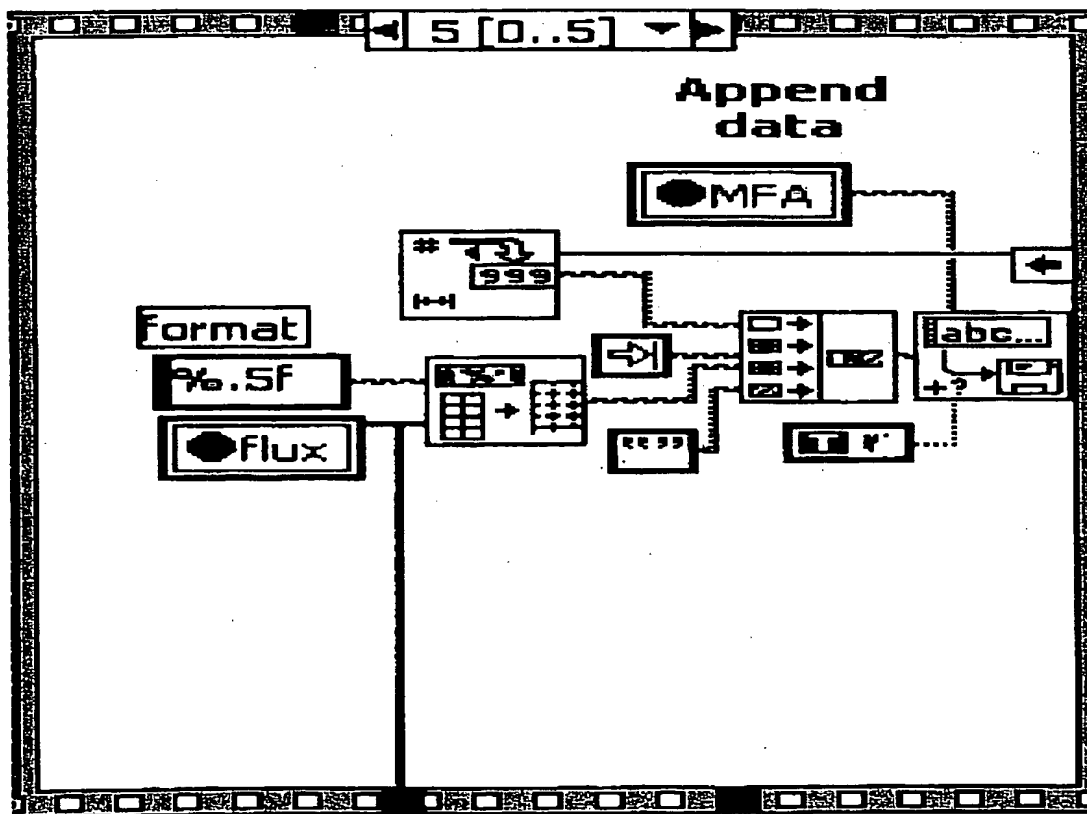 5 [0..5]
Append
data
MFA
#
999
format
%.5f
abc...
+?
flux
" "
T